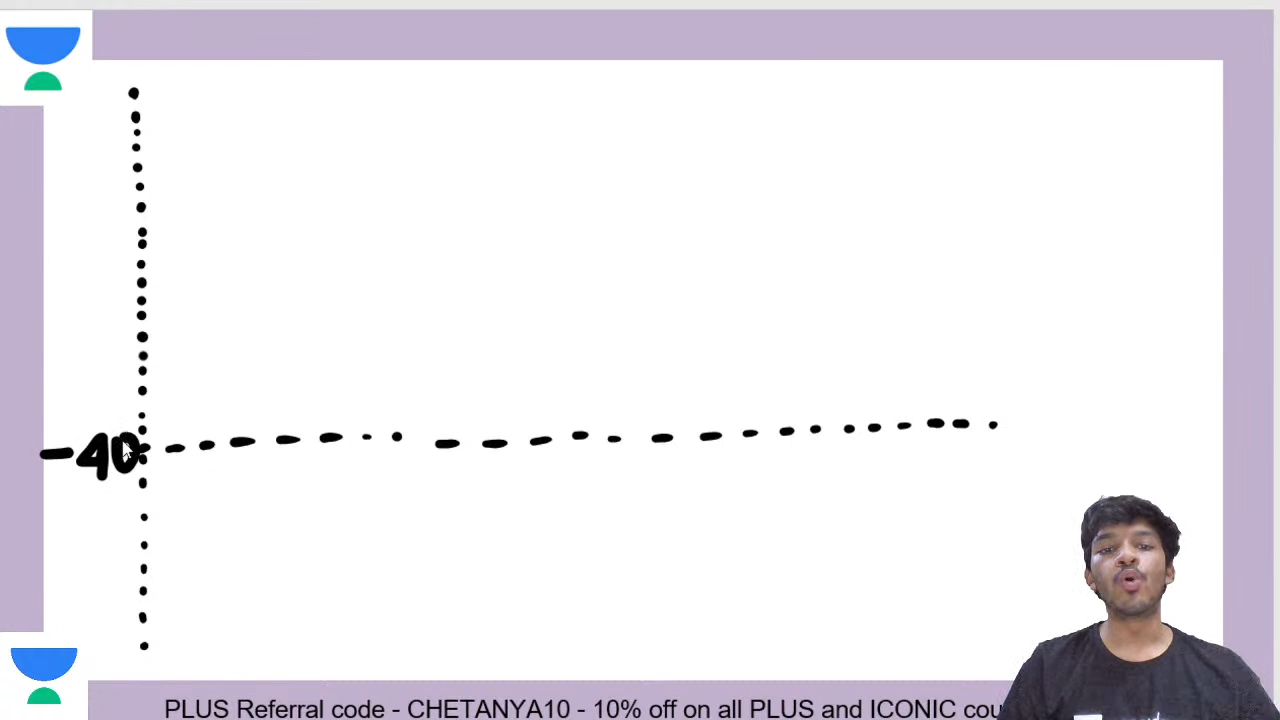 -40
PLUS Referral code - CHETANYA10 - 10% off on all PLUS and ICONIC cou